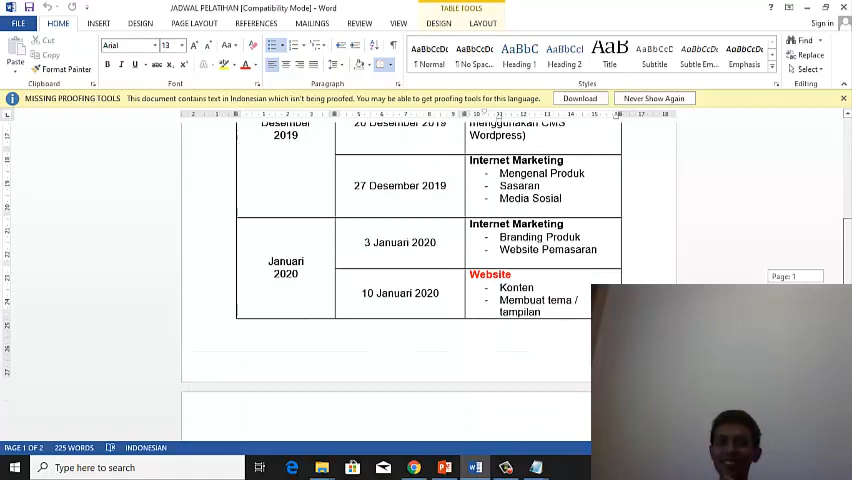 JADWAL PELATIHAN [Compatibility Mode] - Word
TABLE TOOLS
Sign in
FILE HOME INSERT DESIGN PAGE LAYOUT REFERENCES MAILINGS REVIEW VIEW DESIGN LAYOUT
Paste
Cut
Copy
Format Painter
Clipboard
Arial 13
Font
Paragraph
AaBbCcDc AaBbCcDc AaBbC AaBbCcl AaB AaBbCcD AaBbCcDc AaBbCcDc
¶ Normal ¶ No Spac... Heading 1 Heading 2 Title Subtitle Subtle Em... Emphasis
Styles
Find
Replace
Select
Editing
MISSING PROOFING TOOLS This document contains text in Indonesian which isn't being proofed. You may be able to get proofing tools for this language. Download Never Show Again
Desember
2019
20 Desember 2019
menggunakan CMS
Wordpress)
27 Desember 2019
Internet Marketing
- Mengenal Produk
- Sasaran
- Media Sosial
Januari
2020
3 Januari 2020
Internet Marketing
- Branding Produk
- Website Pemasaran
10 Januari 2020
Website
- Konten
- Membuat tema /
tampilan
Page: 1
PAGE 1 OF 2 225 WORDS INDONESIAN
Type here to search